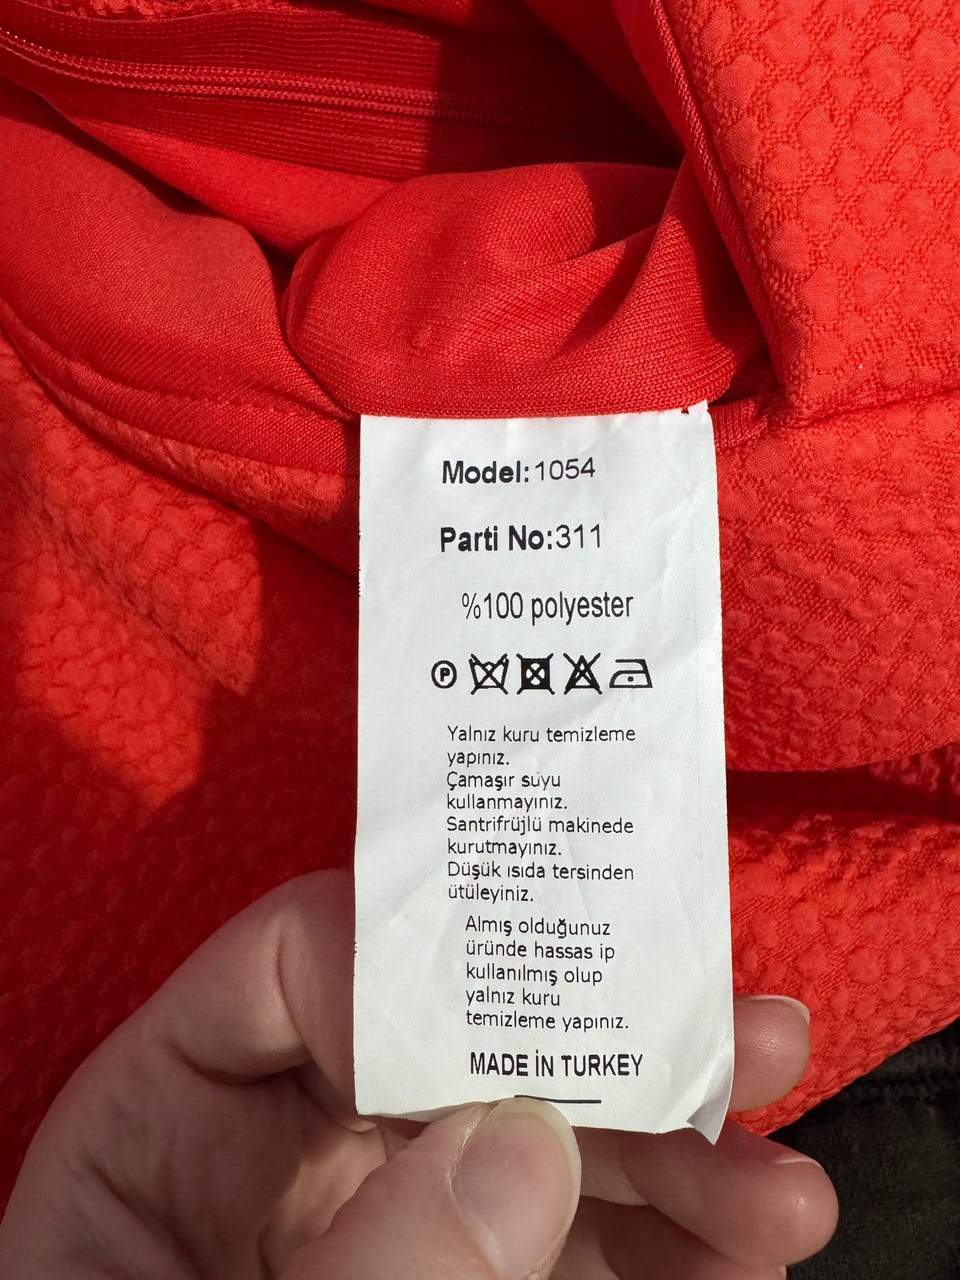 Model:1054
Parti No:311
%100 polyester
P
Yalnız kuru temizleme
yapınız.
Çamaşır suyu
kullanmayınız.
Santrifrüjlü makinede
kurutmayınız.
Düşük ısıda tersinden
ütüleyiniz.
Almış olduğunuz
üründe hassas ip
kullanılmış olup
yalnız kuru
temizleme yapınız.
MADE İN TURKEY